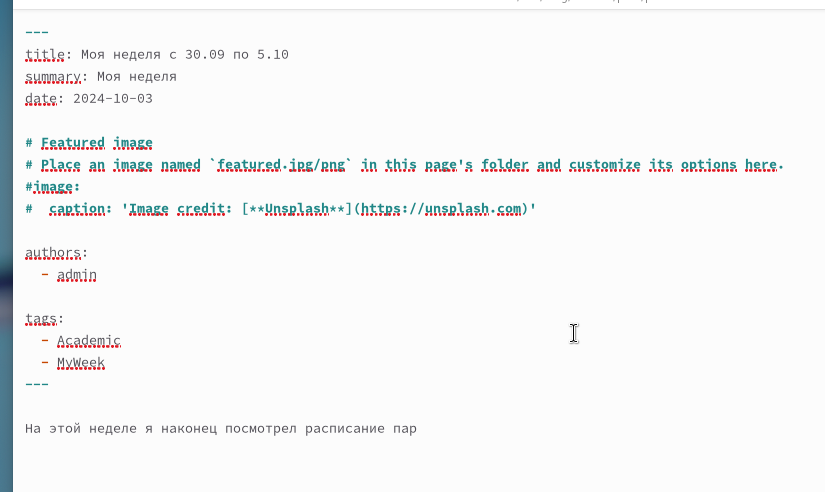 ---
title: Моя неделя с 30.09 по 5.10
summary: Моя неделя
date: 2024-10-03
# Featured image
# Place an image named `featured.jpg/png` in this page's folder and customize its options here.
#image:
#  caption: 'Image credit: [**Unsplash**](https://unsplash.com)'
authors:
  - admin
tags:
  - Academic
  - MyWeek
---
На этой неделе я наконец посмотрел расписание пар